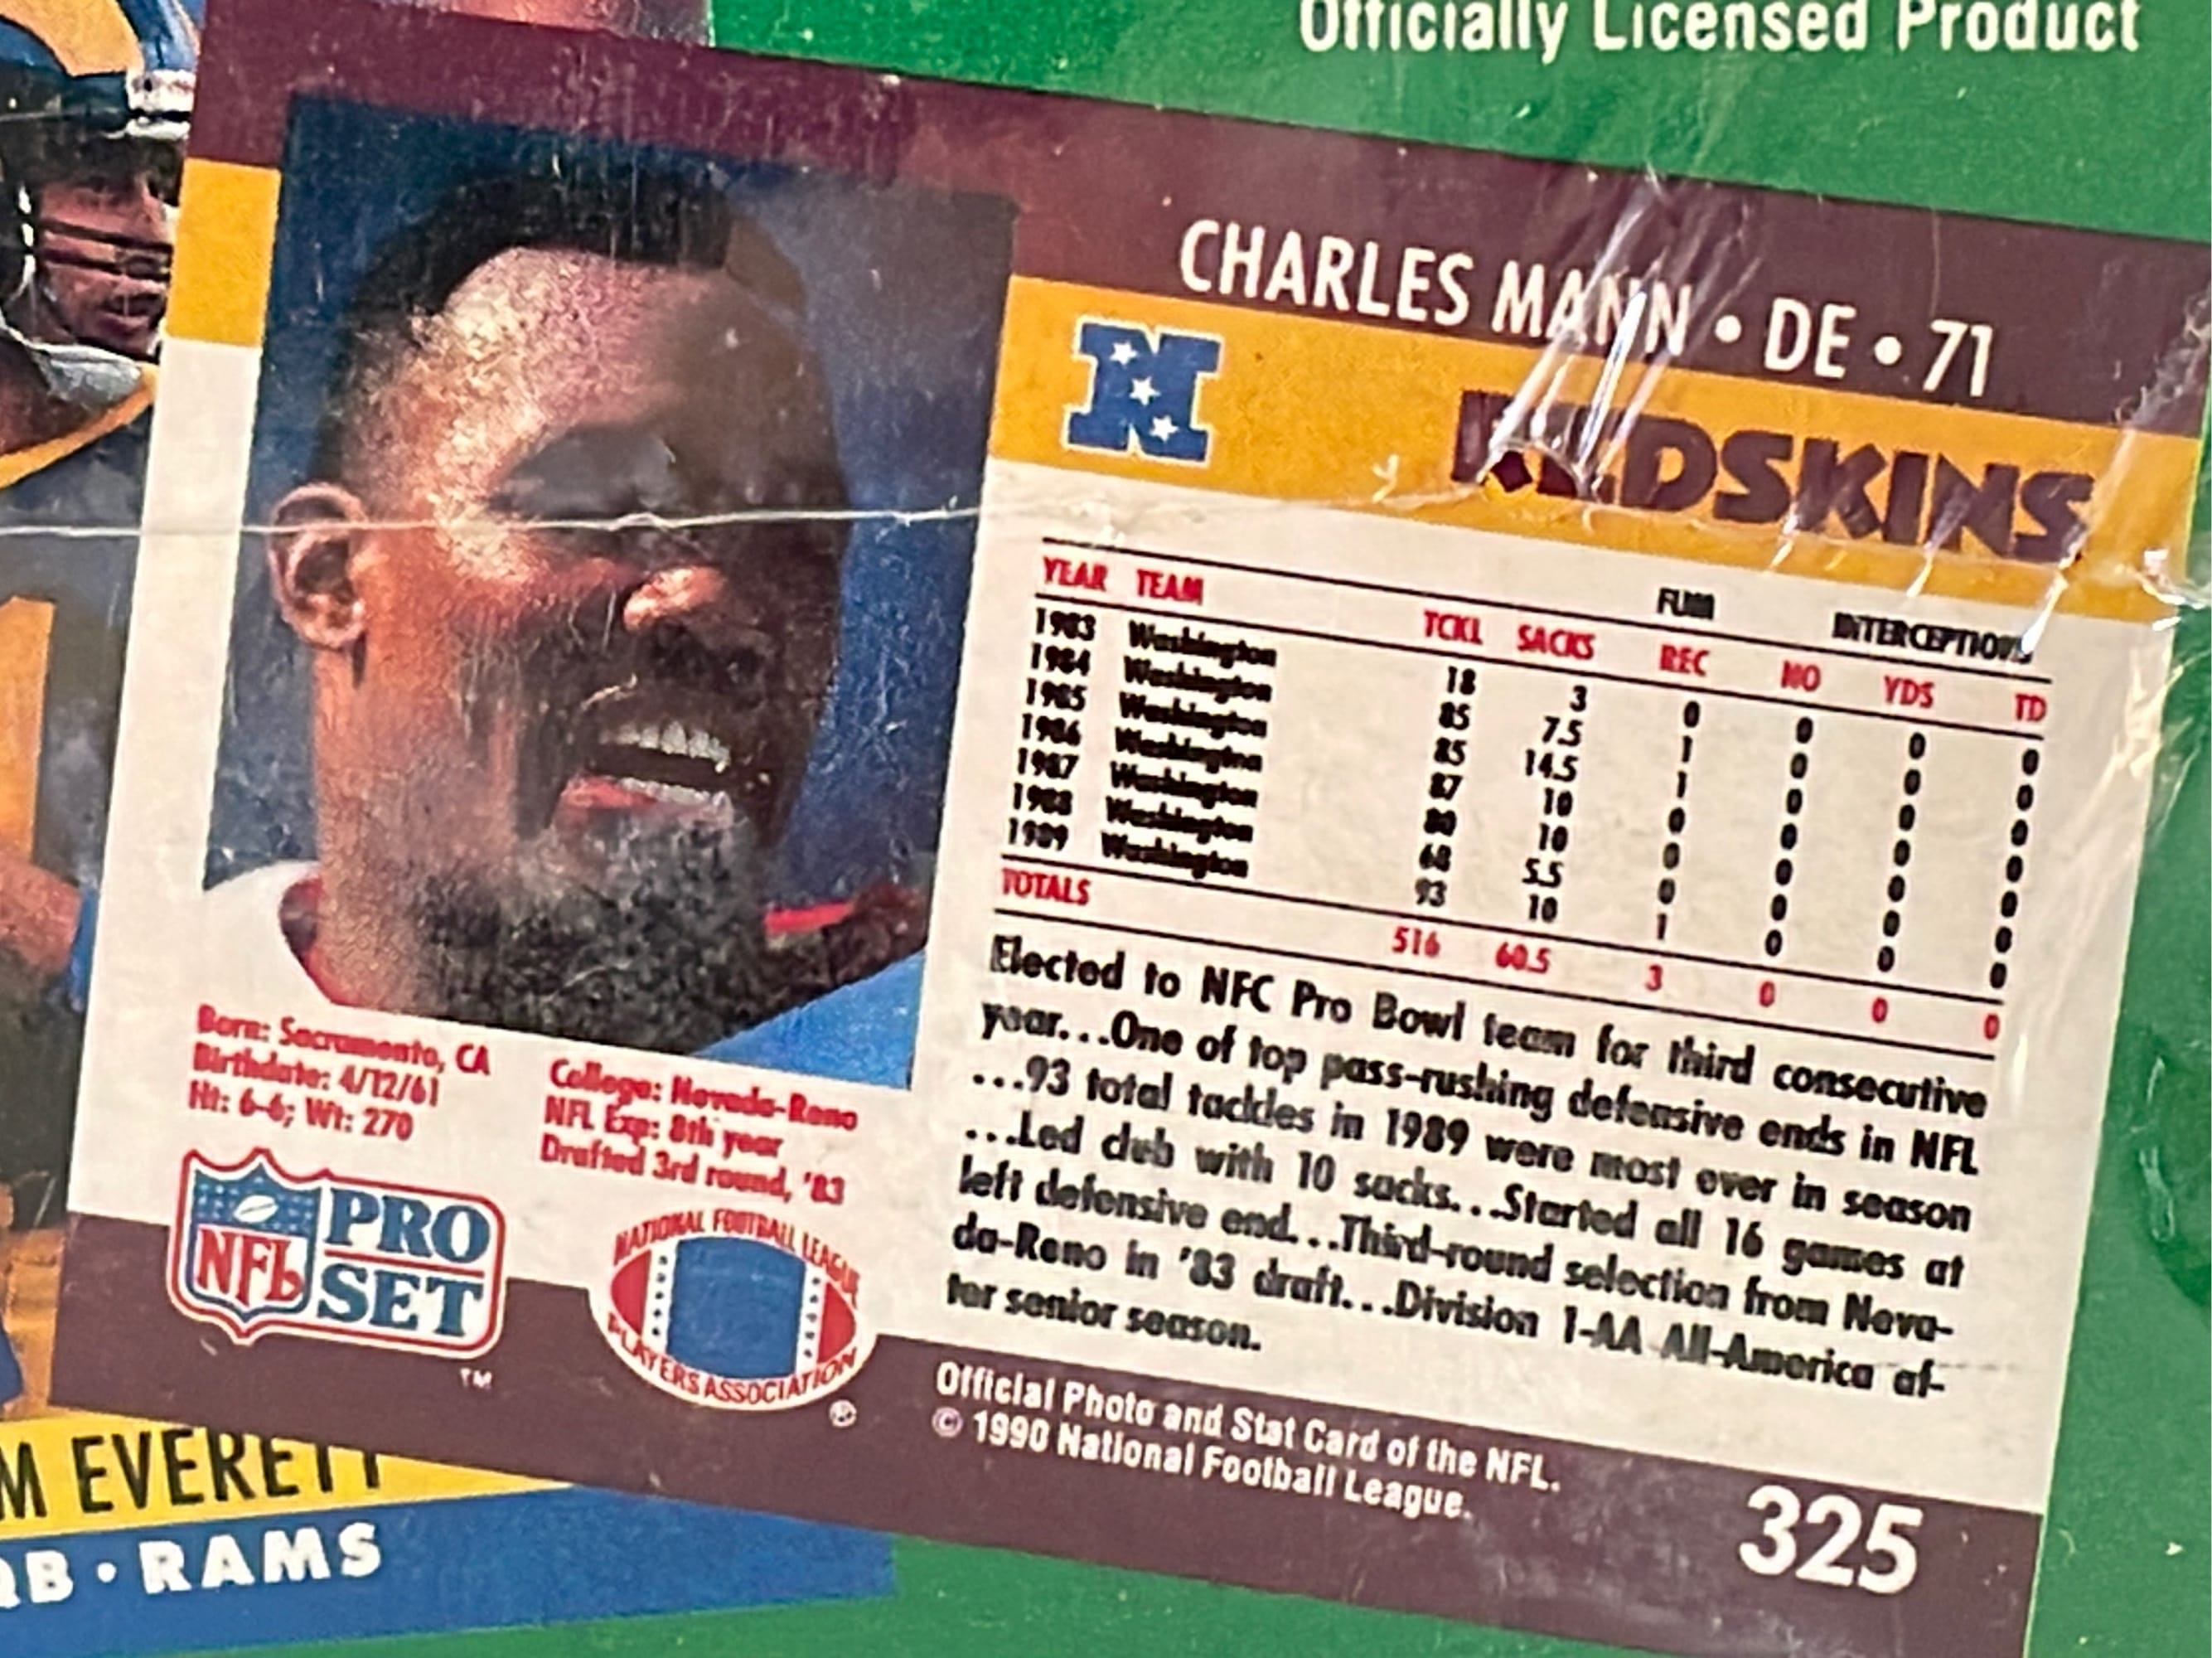 Officially Licensed Product
CHARLES MANN • DE • 71
N
REDSKINS
FUM INTERCEPTIONS
YEAR TEAM TCKL SACKS REC NO YDS TD
1983 Washington 18 3 0 0 0 0
1984 Washington 85 7.5 1 0 0 0
1985 Washington 85 14.5 1 0 0 0
1986 Washington 87 10 0 0 0 0
1987 Washington 80 10 0 0 0 0
1988 Washington 68 5.5 0 0 0 0
1989 Washington 93 10 1 0 0 0
TOTALS 516 60.5 3 0 0 0
Elected to NFC Pro Bowl team for third consecutive
year...One of top pass-rushing defensive ends in NFL
...93 total tackles in 1989 were most ever in season
...Led club with 10 sacks...Started all 16 games at
left defensive end...Third-round selection from Neva-
da-Reno in '83 draft...Division 1-AA All-America af-
ter senior season.
Born: Sacramento, CA
Birthdate: 4/12/61
Ht: 6-6; Wt: 270
College: Nevada-Reno
NFL Exp: 8th year
Drafted 3rd round, '83
NFL PRO SET ™
NATIONAL FOOTBALL LEAGUE
PLAYERS ASSOCIATION ®
Official Photo and Stat Card of the NFL.
© 1990 National Football League.
325
M EVERETT
QB • RAMS